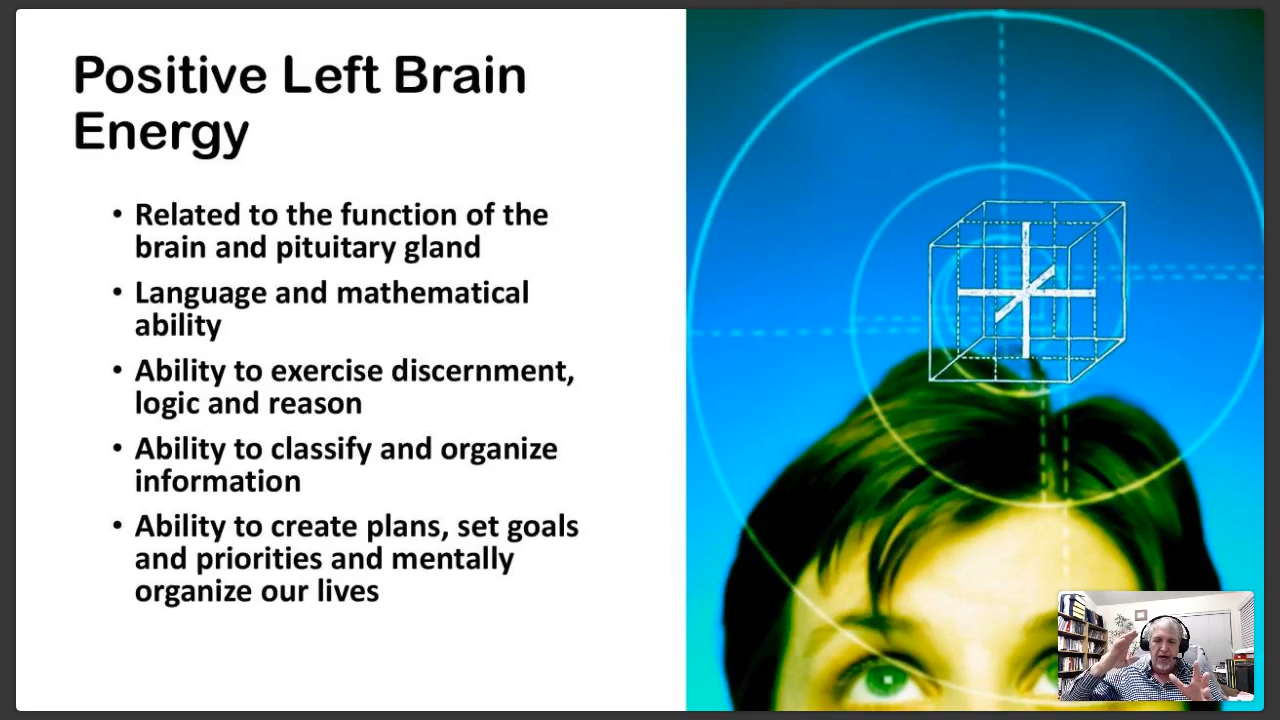 Positive Left Brain
Energy
• Related to the function of the
brain and pituitary gland
• Language and mathematical
ability
• Ability to exercise discernment,
logic and reason
• Ability to classify and organize
information
• Ability to create plans, set goals
and priorities and mentally
organize our lives